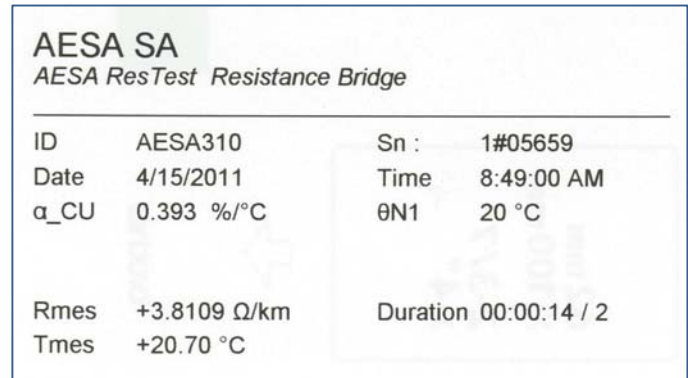 AESA SA
AESA ResTest Resistance Bridge
ID AESA310 Sn : 1#05659
Date 4/15/2011 Time 8:49:00 AM
α_CU 0.393 %/°C θN1 20 °C
Rmes +3.8109 Ω/km Duration 00:00:14 / 2
Tmes +20.70 °C